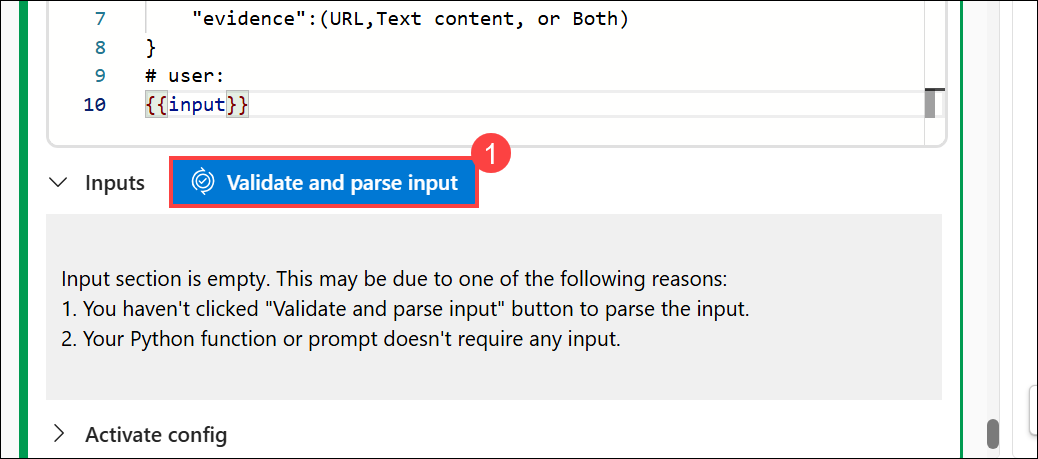 7 "evidence":(URL,Text content, or Both)
8 }
9 # user:
10 {{input}}
1
Inputs Validate and parse input
Input section is empty. This may be due to one of the following reasons:
1. You haven't clicked "Validate and parse input" button to parse the input.
2. Your Python function or prompt doesn't require any input.
Activate config